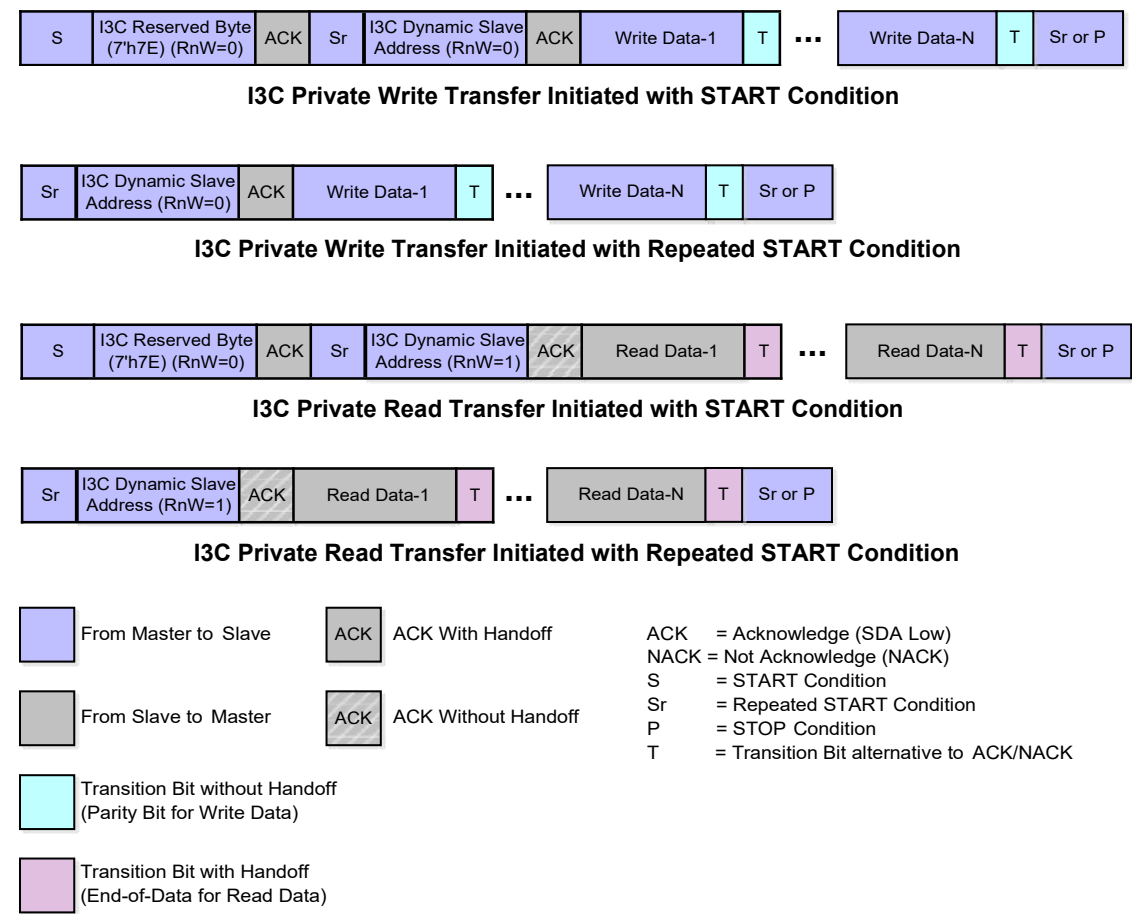 S I3C Reserved Byte (7'h7E) (RnW=0) ACK Sr I3C Dynamic Slave Address (RnW=0) ACK Write Data-1 T ... Write Data-N T Sr or P
I3C Private Write Transfer Initiated with START Condition
Sr I3C Dynamic Slave Address (RnW=0) ACK Write Data-1 T ... Write Data-N T Sr or P
I3C Private Write Transfer Initiated with Repeated START Condition
S I3C Reserved Byte (7'h7E) (RnW=0) ACK Sr I3C Dynamic Slave Address (RnW=1) ACK Read Data-1 T ... Read Data-N T Sr or P
I3C Private Read Transfer Initiated with START Condition
Sr I3C Dynamic Slave Address (RnW=1) ACK Read Data-1 T ... Read Data-N T Sr or P
I3C Private Read Transfer Initiated with Repeated START Condition
From Master to Slave
From Slave to Master
Transition Bit without Handoff
(Parity Bit for Write Data)
Transition Bit with Handoff
(End-of-Data for Read Data)
ACK ACK With Handoff
ACK ACK Without Handoff
ACK = Acknowledge (SDA Low)
NACK = Not Acknowledge (NACK)
S = START Condition
Sr = Repeated START Condition
P = STOP Condition
T = Transition Bit alternative to ACK/NACK